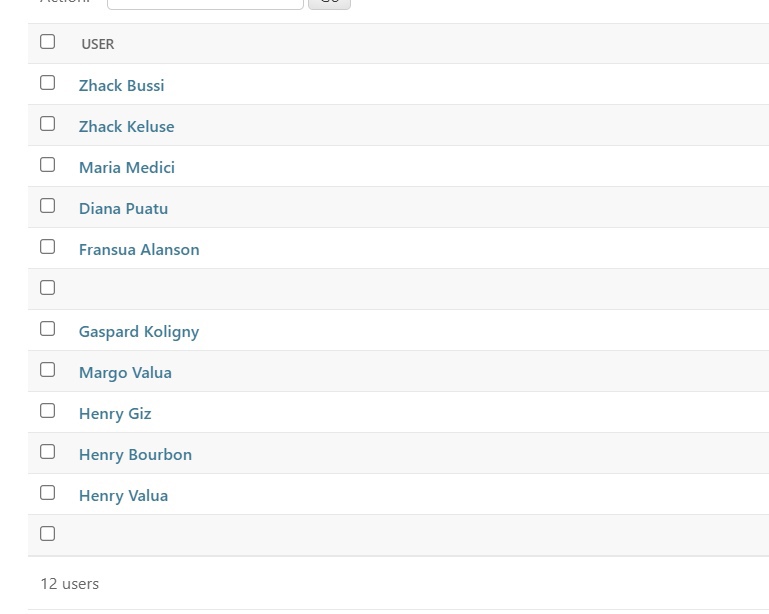 USER
Zhack Bussi
Zhack Keluse
Maria Medici
Diana Puatu
Fransua Alanson
Gaspard Koligny
Margo Valua
Henry Giz
Henry Bourbon
Henry Valua
12 users